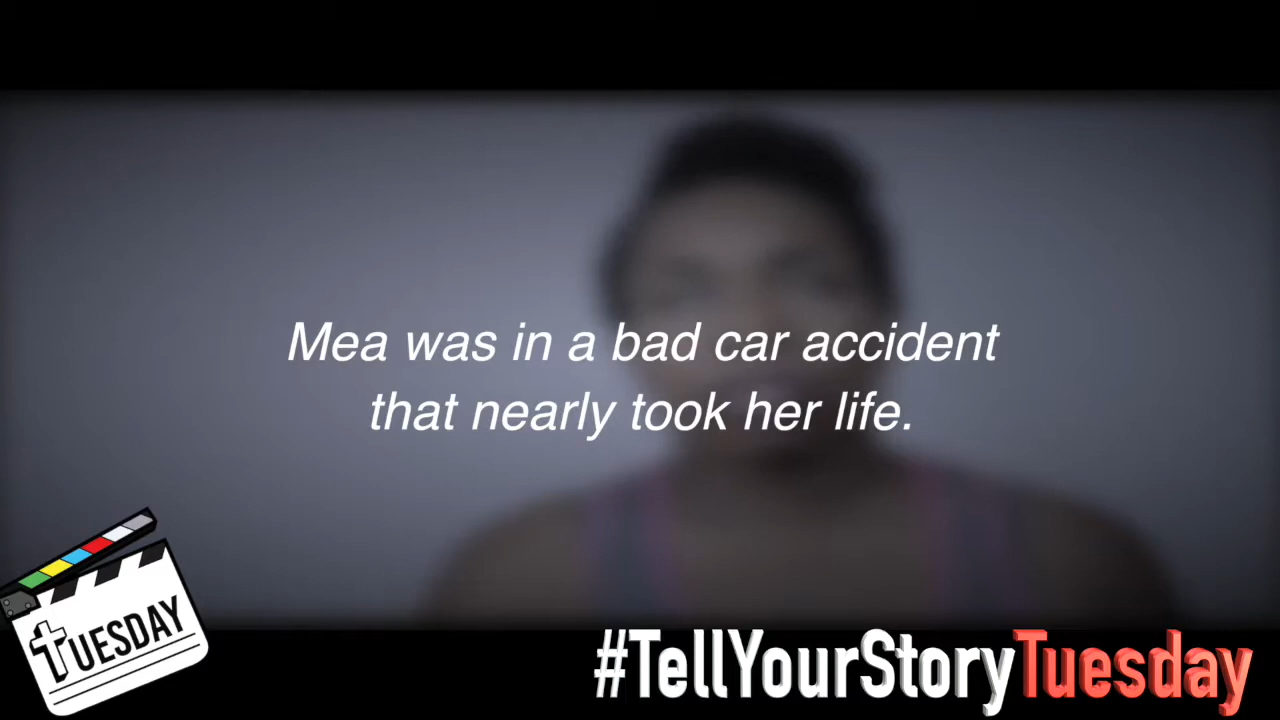 Mea was in a bad car accident
that nearly took her life.
tUESDAY
#TellYourStoryTuesday